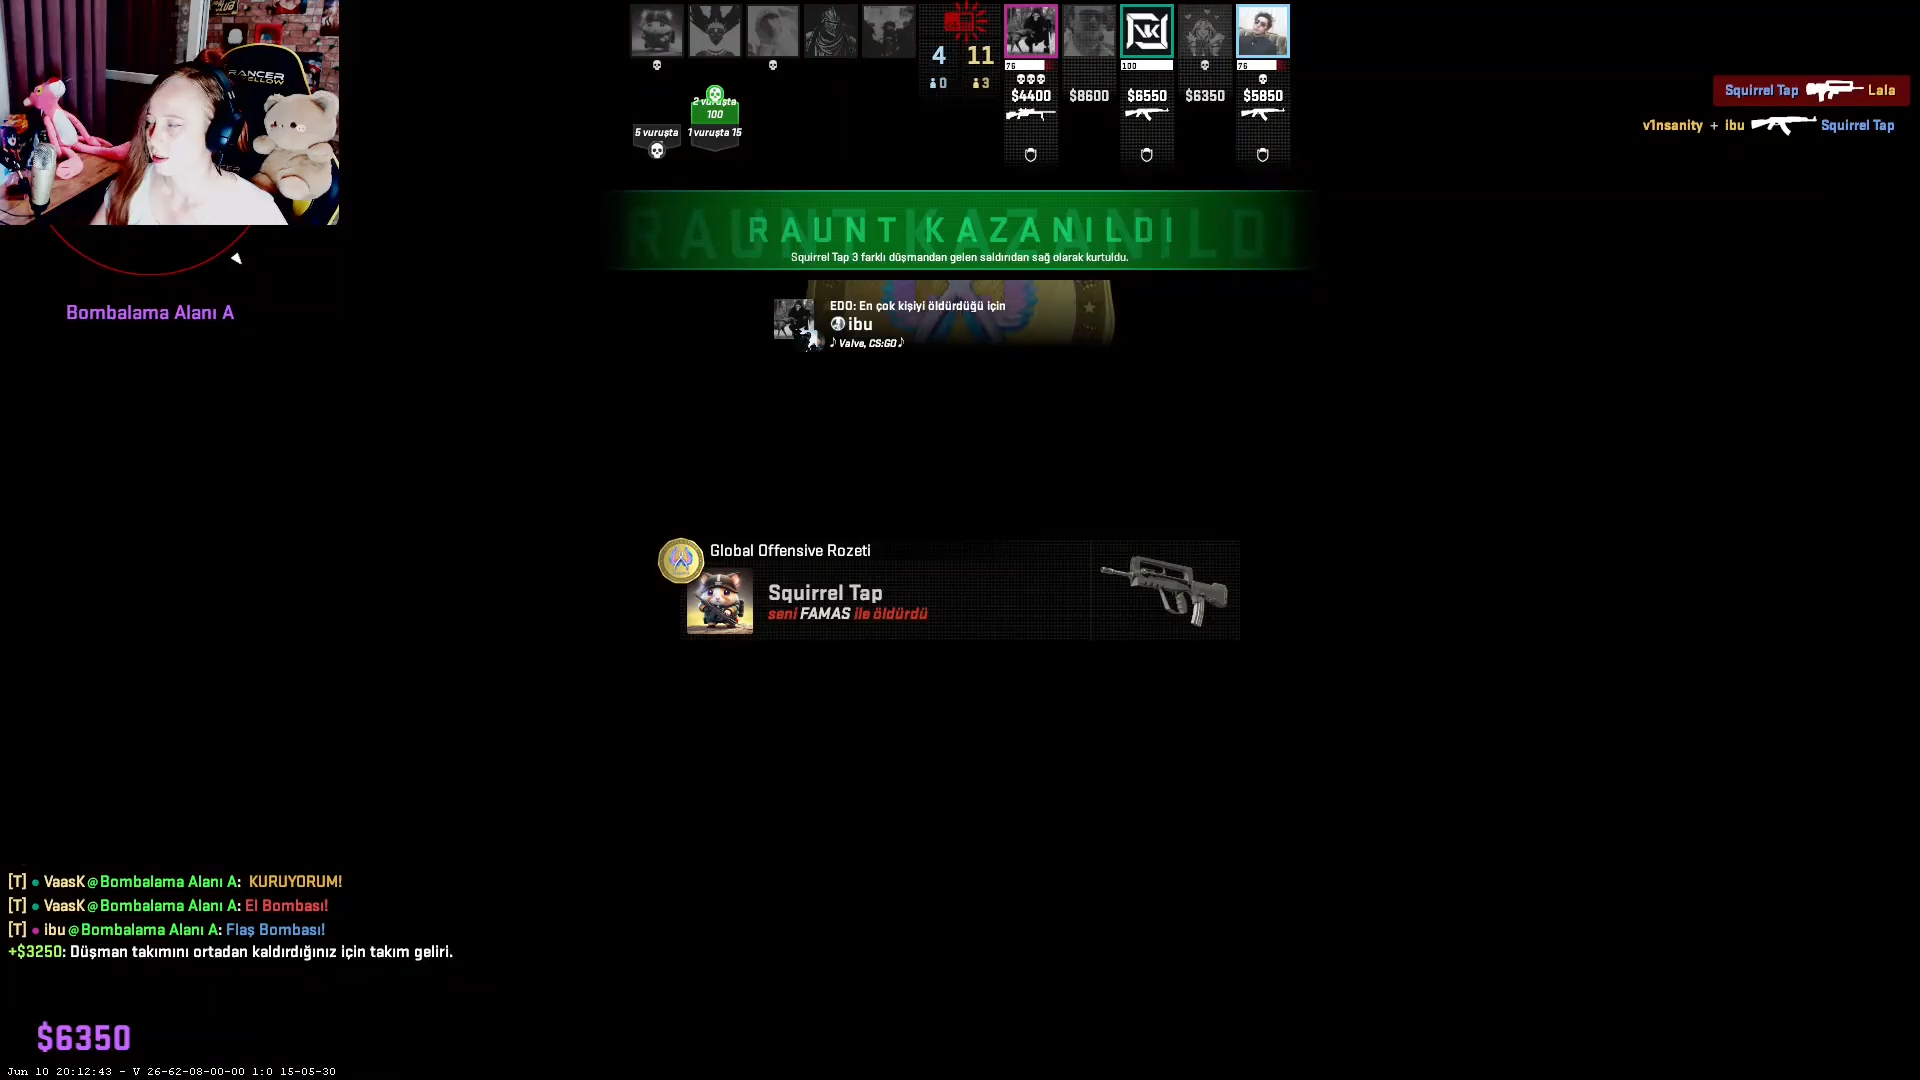 4 11
0 3
75
100
75
$4400 $8600 $6550 $6350 $5850
2 vuruşta
100
5 vuruşta
1 vuruşta 15
RANCER
Squirrel Tap Lala
v1nsanity + ibu Squirrel Tap
RAUNT KAZANILDI
Squirrel Tap 3 farklı düşmandan gelen saldırıdan sağ olarak kurtuldu.
Bombalama Alanı A
EDO: En çok kişiyi öldürdüğü için
ibu
♪ Valve, CS:GO ♪
Global Offensive Rozeti
Squirrel Tap
seni FAMAS ile öldürdü
[T] ● VaasK@Bombalama Alanı A: KURUYORUM!
[T] ● VaasK@Bombalama Alanı A: El Bombası!
[T] ● ibu@Bombalama Alanı A: Flaş Bombası!
+$3250: Düşman takımını ortadan kaldırdığınız için takım geliri.
$6350
Jun 10 20:12:43 - V 26-62-08-00-00 1:0 15-05-30